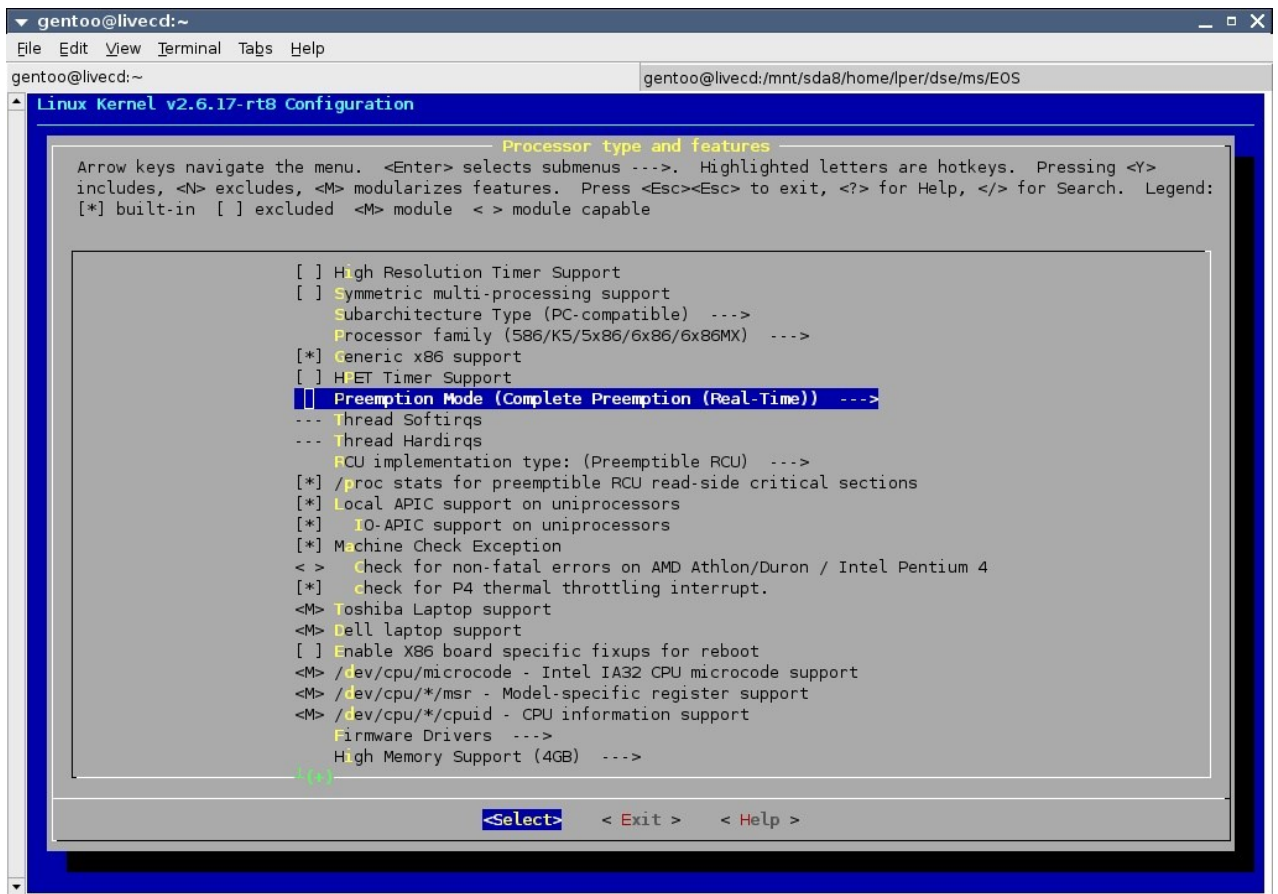 gentoo@livecd:~
File Edit View Terminal Tabs Help
gentoo@livecd:~
gentoo@livecd:/mnt/sda8/home/lper/dse/ms/EOS
Linux Kernel v2.6.17-rt8 Configuration
Processor type and features
Arrow keys navigate the menu. <Enter> selects submenus --->. Highlighted letters are hotkeys. Pressing <Y>
includes, <N> excludes, <M> modularizes features. Press <Esc><Esc> to exit, <?> for Help, </> for Search. Legend:
[*] built-in [ ] excluded <M> module < > module capable
[ ] High Resolution Timer Support
[ ] Symmetric multi-processing support
Subarchitecture Type (PC-compatible) --->
Processor family (586/K5/5x86/6x86/6x86MX) --->
[*] Generic x86 support
[ ] HPET Timer Support
Preemption Mode (Complete Preemption (Real-Time)) --->
--- Thread Softirqs
--- Thread Hardirqs
RCU implementation type: (Preemptible RCU) --->
[*] /proc stats for preemptible RCU read-side critical sections
[*] Local APIC support on uniprocessors
[*] IO-APIC support on uniprocessors
[*] Machine Check Exception
< > Check for non-fatal errors on AMD Athlon/Duron / Intel Pentium 4
[*] check for P4 thermal throttling interrupt.
<M> Toshiba Laptop support
<M> Dell laptop support
[ ] Enable X86 board specific fixups for reboot
<M> /dev/cpu/microcode - Intel IA32 CPU microcode support
<M> /dev/cpu/*/msr - Model-specific register support
<M> /dev/cpu/*/cpuid - CPU information support
Firmware Drivers --->
High Memory Support (4GB) --->
(+)
<Select> < Exit > < Help >